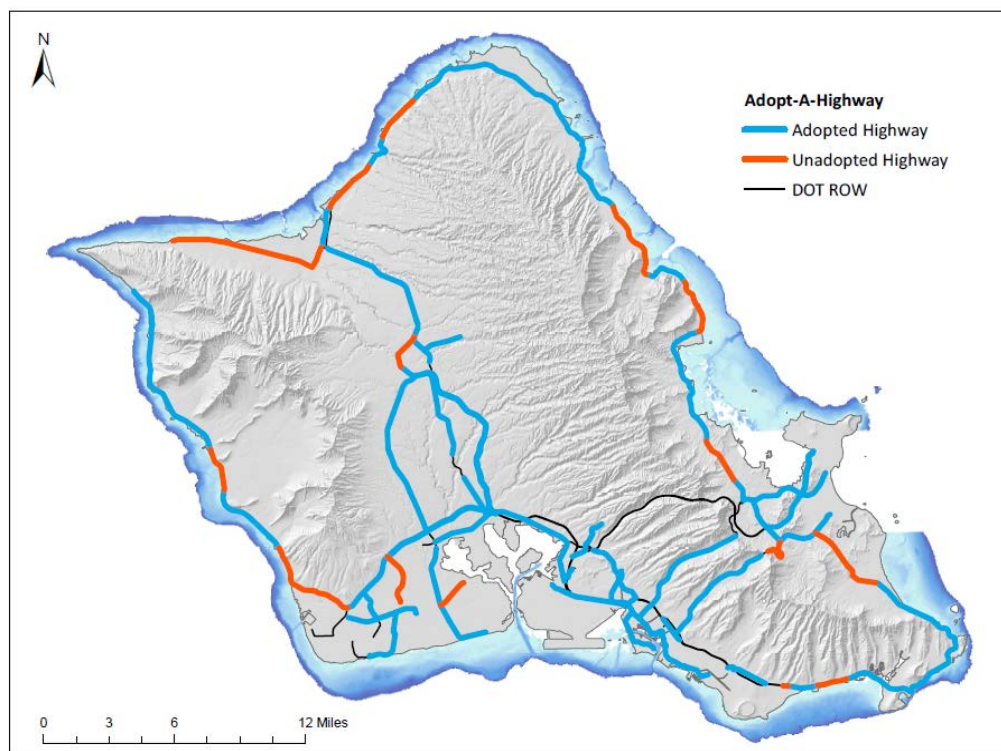 N
Adopt-A-Highway
Adopted Highway
Unadopted Highway
DOT ROW
0 3 6 12 Miles